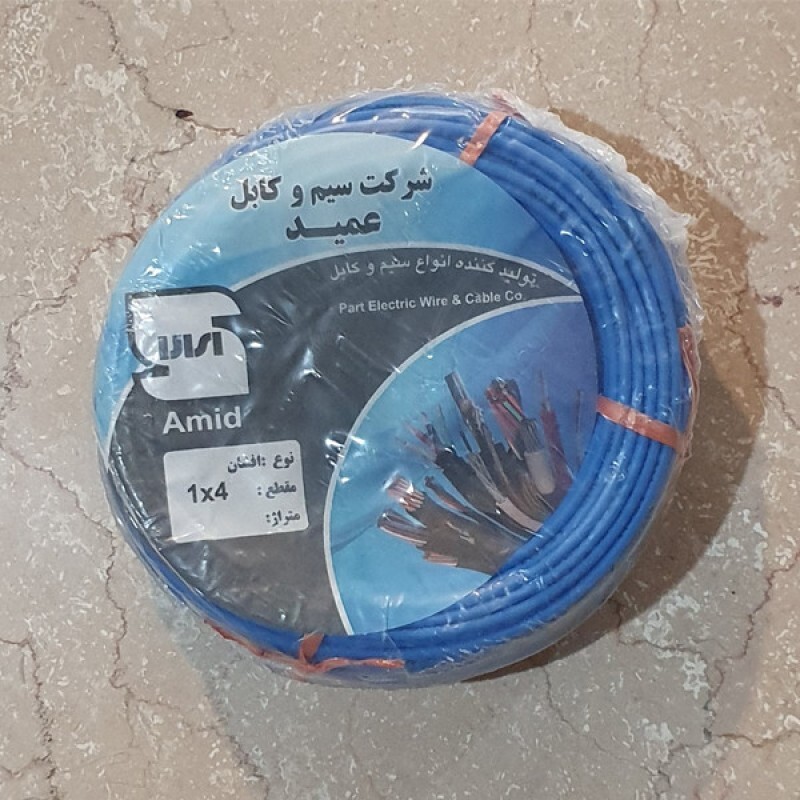 شرکت سیم و کابل
عمید
تولید کننده انواع سیم و کابل
Part Electric Wire & Cable Co.
Amid
نوع :افشان
مقطع : 1x4
متراژ: